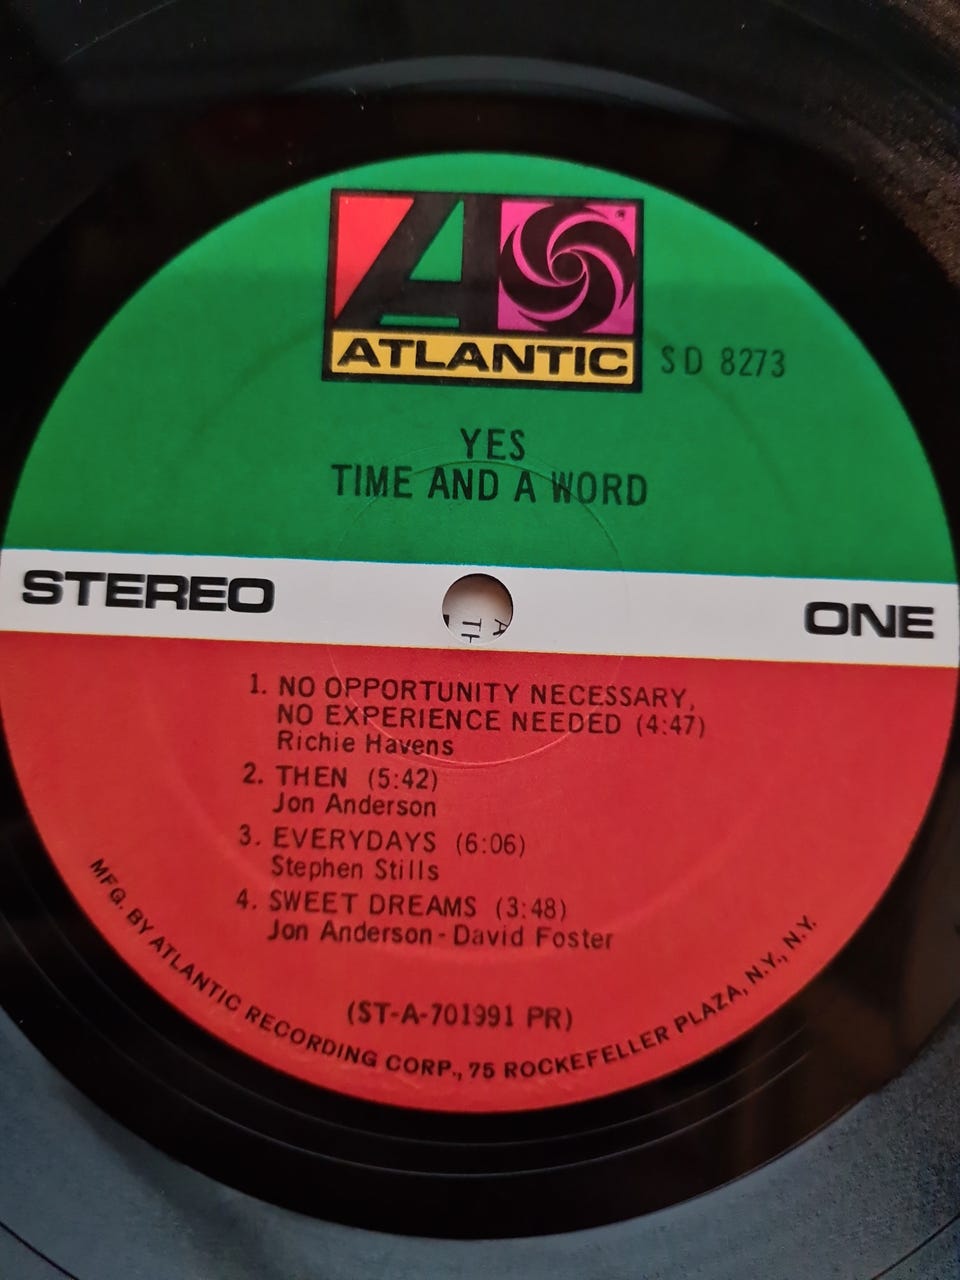 ATLANTIC
SD 8273
YES
TIME AND A WORD
STEREO
ONE
1. NO OPPORTUNITY NECESSARY,
NO EXPERIENCE NEEDED (4:47)
Richie Havens
2. THEN (5:42)
Jon Anderson
3. EVERYDAYS (6:06)
Stephen Stills
4. SWEET DREAMS (3:48)
Jon Anderson - David Foster
(ST-A-701991 PR)
MFG. BY ATLANTIC RECORDING CORP., 75 ROCKEFELLER PLAZA, N.Y., N.Y.